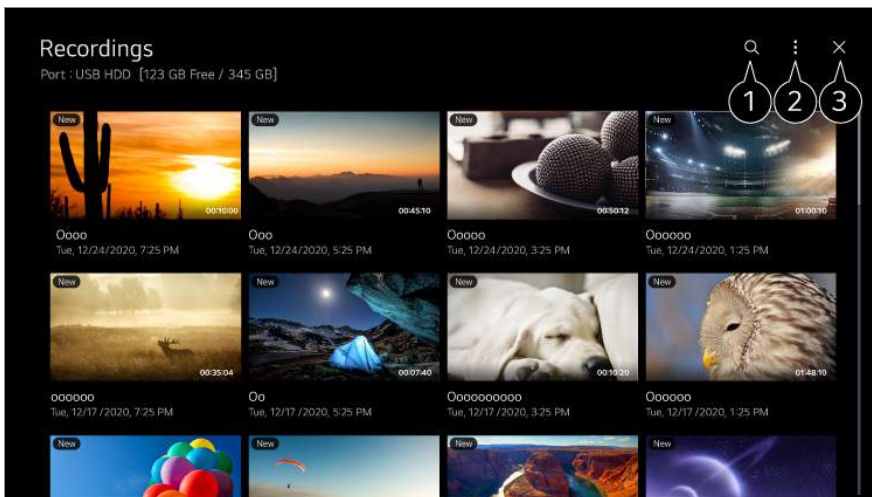 Recordings
Port : USB HDD [123 GB Free / 345 GB]
1 2 3
New New New New
00:10:00 00:45:10 00:50:12 01:00:10
Oooo Ooo Ooooo Oooooo
Tue, 12/24/2020, 7:25 PM Tue, 12/24/2020, 5:25 PM Tue, 12/24/2020, 3:25 PM Tue, 12/24/2020, 1:25 PM
New New New New
00:35:04 00:07:40 00:10:20 01:48:10
oooooo Oo Oooooooooo Oooooo
Tue, 12/17/2020, 7:25 PM Tue, 12/17/2020, 5:25 PM Tue, 12/17/2020, 3:25 PM Tue, 12/17/2020, 1:25 PM
New New New New